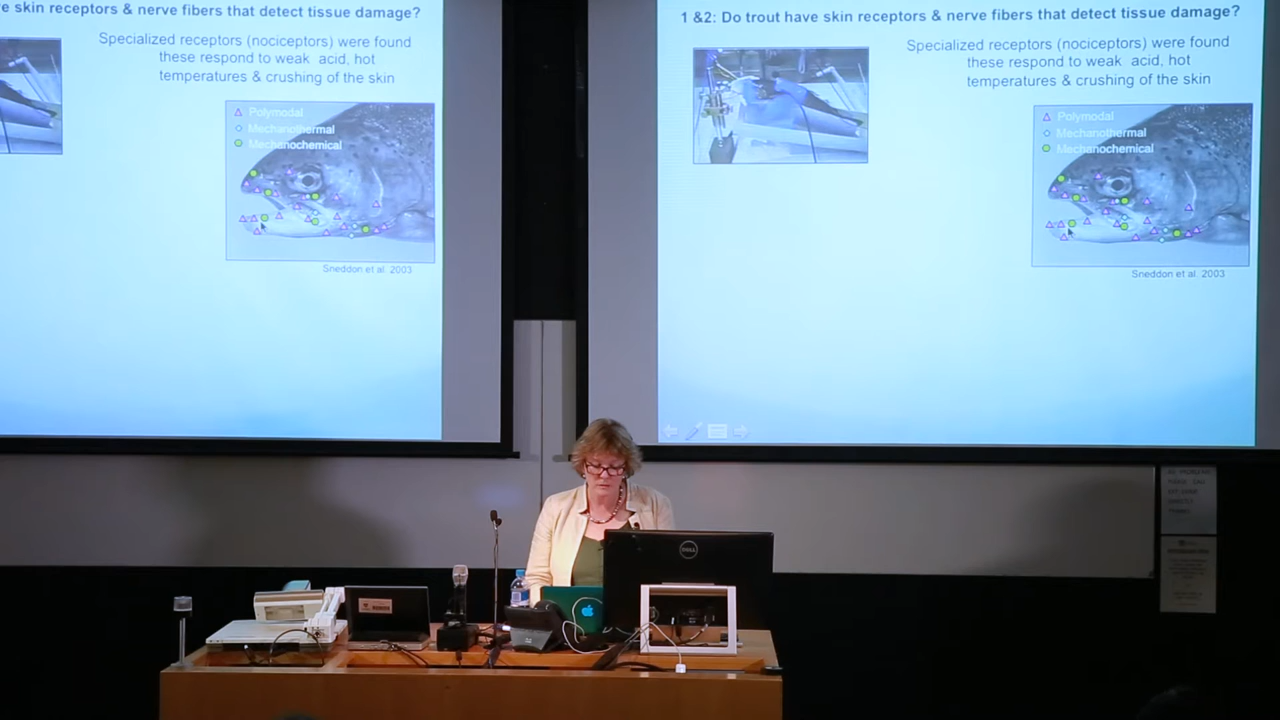 e skin receptors & nerve fibers that detect tissue damage?
Specialized receptors (nociceptors) were found
these respond to weak acid, hot
temperatures & crushing of the skin
Polymodal
Mechanothermal
Mechanochemical
Sneddon et al. 2003
1 &2: Do trout have skin receptors & nerve fibers that detect tissue damage?
Specialized receptors (nociceptors) were found
these respond to weak acid, hot
temperatures & crushing of the skin
Polymodal
Mechanothermal
Mechanochemical
Sneddon et al. 2003
DELL